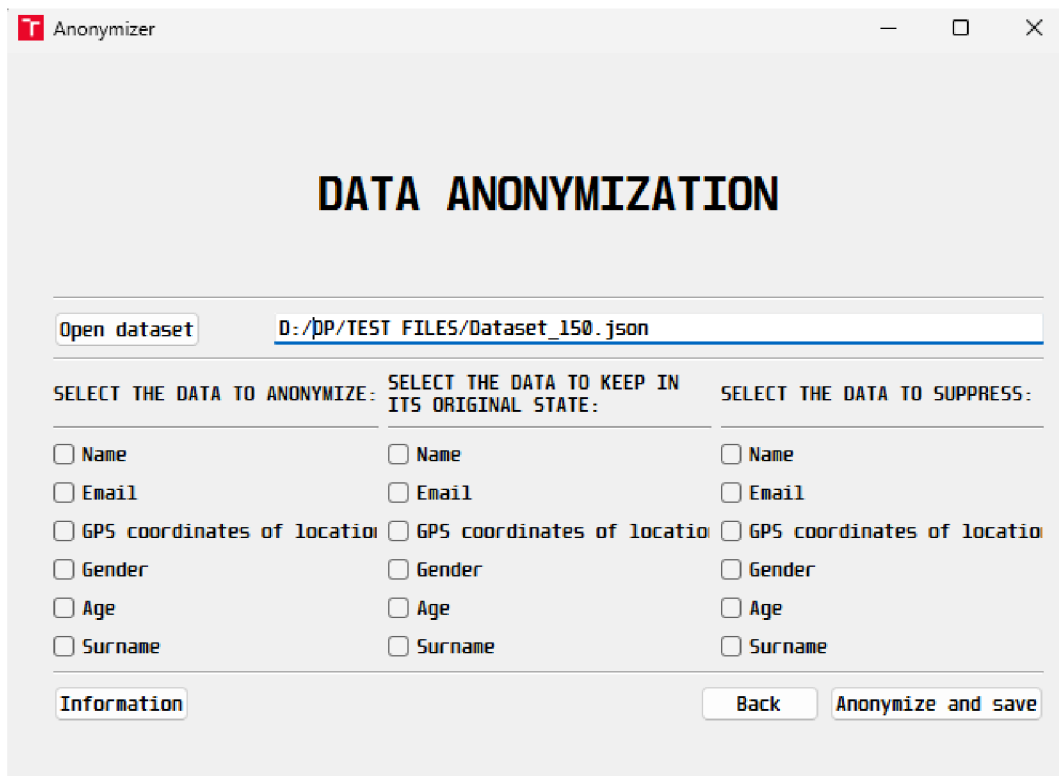 T Anonymizer
DATA ANONYMIZATION
Open dataset D:/DP/TEST FILES/Dataset_150.json
SELECT THE DATA TO ANONYMIZE:
Name
Email
GPS coordinates of location
Gender
Age
Surname
SELECT THE DATA TO KEEP IN
ITS ORIGINAL STATE:
Name
Email
GPS coordinates of locatio
Gender
Age
Surname
SELECT THE DATA TO SUPPRESS:
Name
Email
GPS coordinates of locatio
Gender
Age
Surname
Information Back Anonymize and save